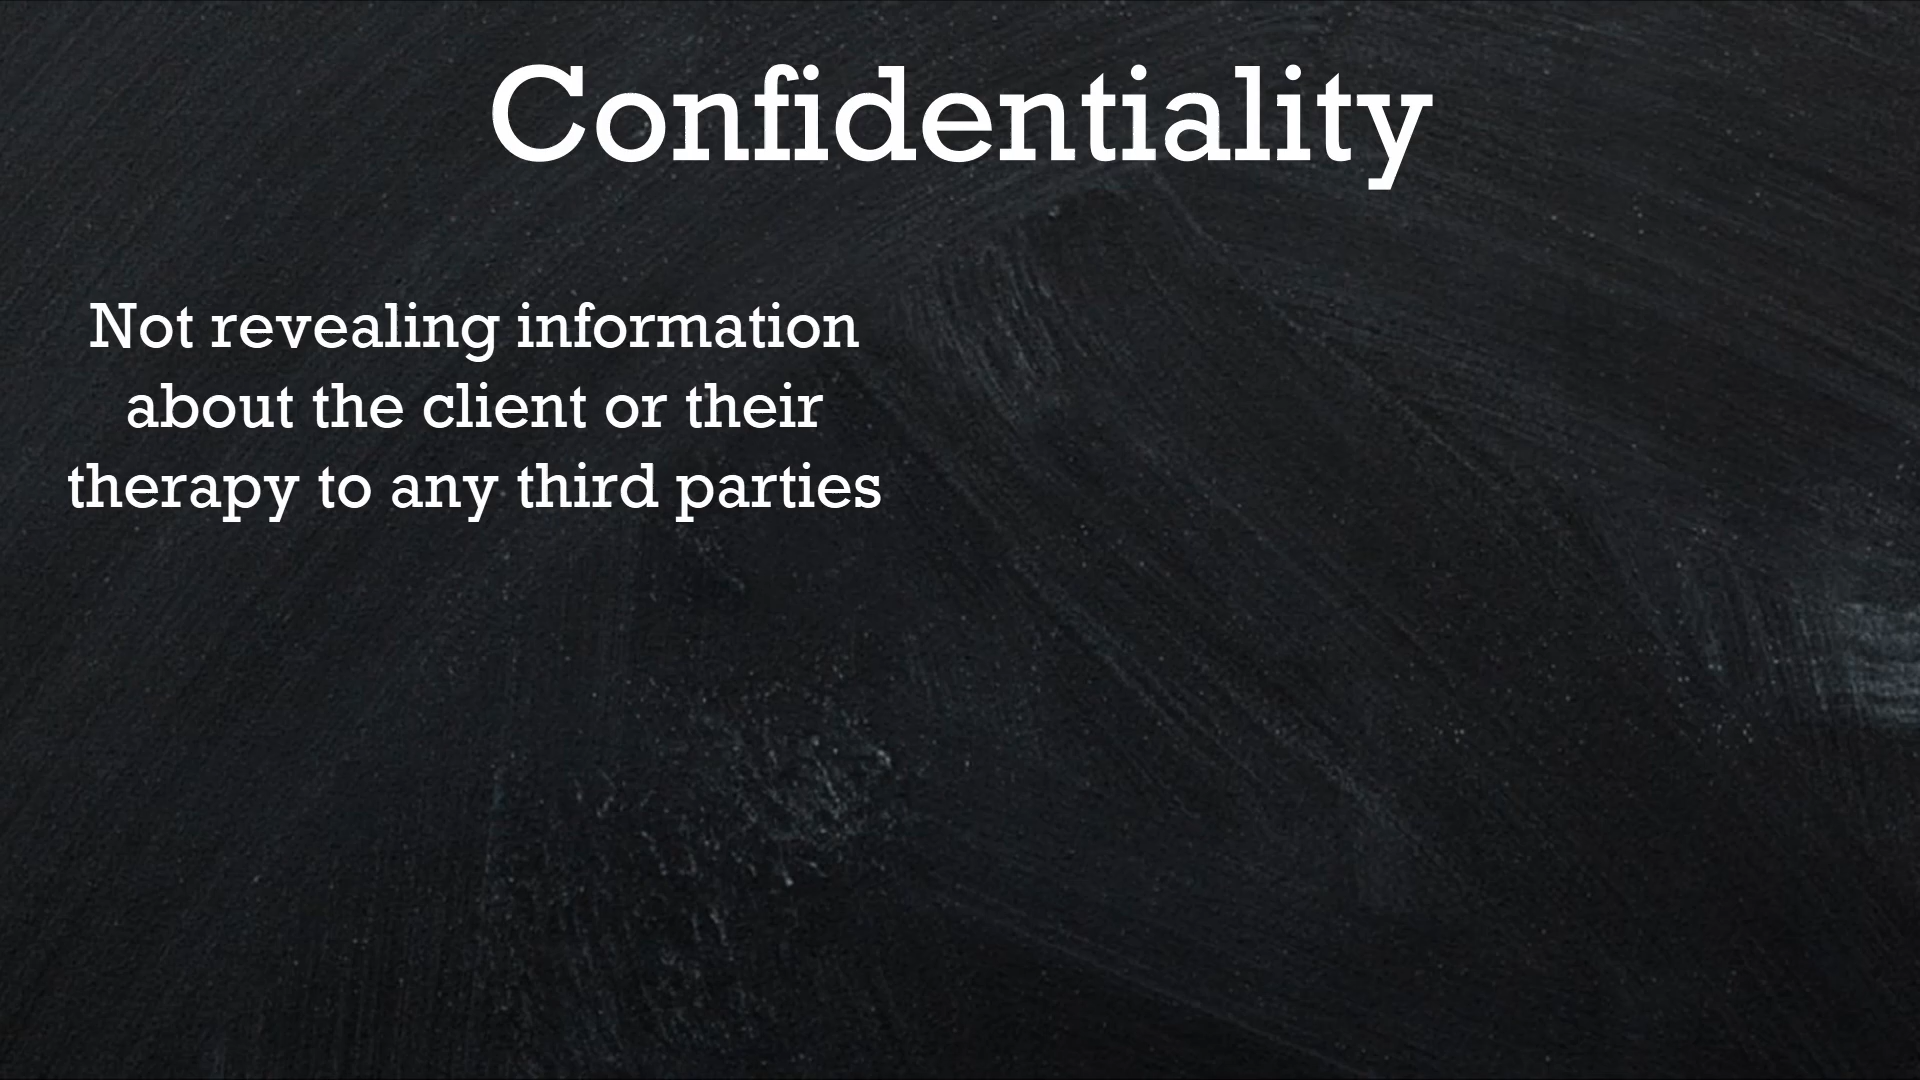 Confidentiality
Not revealing information
about the client or their
therapy to any third parties